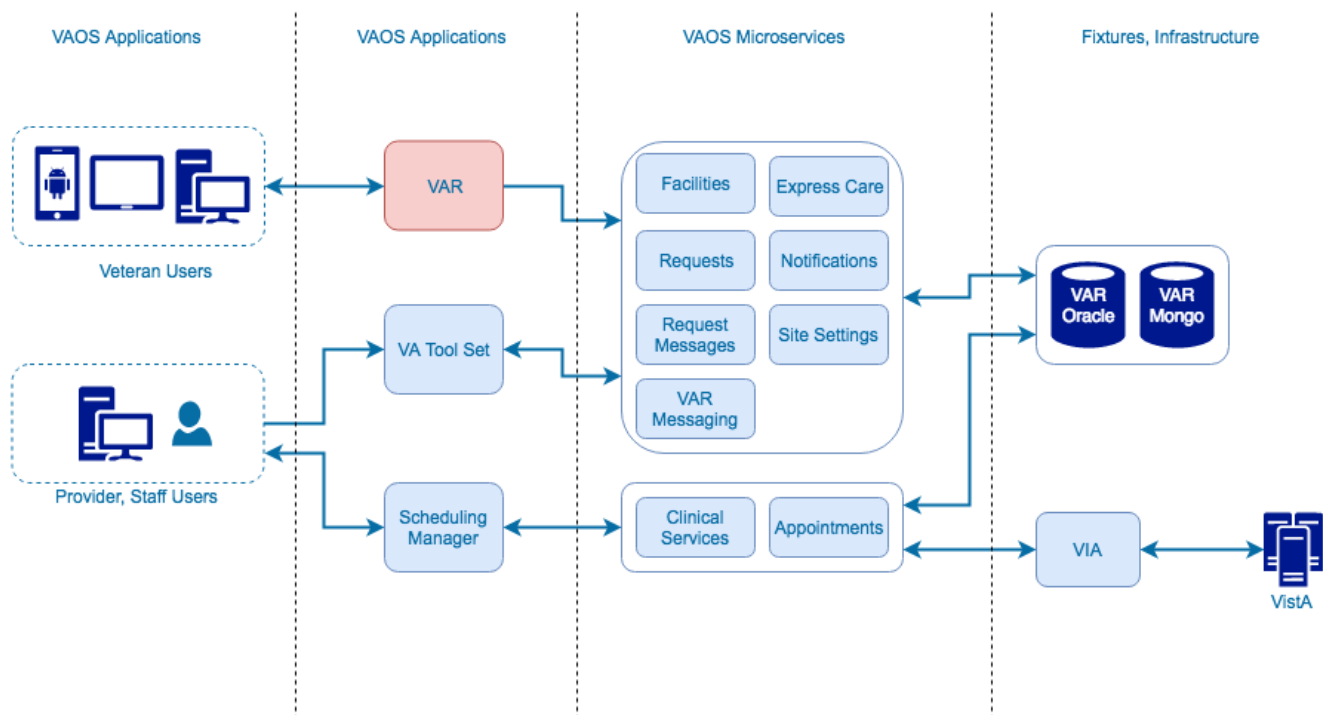 VAOS Applications
VAOS Applications
VAOS Microservices
Fixtures, Infrastructure
Veteran Users
VAR
Facilities
Express Care
Requests
Notifications
Request
Messages
Site Settings
VAR
Messaging
VAR
Oracle
VAR
Mongo
VA Tool Set
Provider, Staff Users
Scheduling
Manager
Clinical
Services
Appointments
VIA
VistA